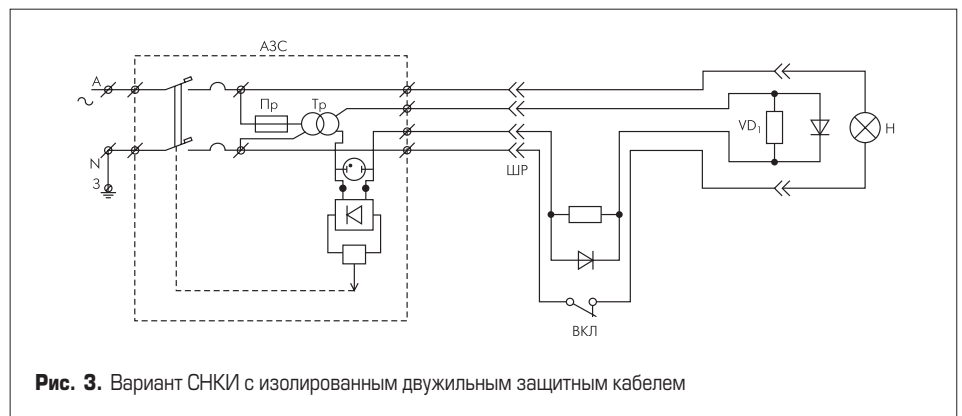 АЗС
А
Пр
Тр
N
З
ШР
VD₁
Н
ВКЛ
Рис. 3. Вариант СНКИ с изолированным двужильным защитным кабелем